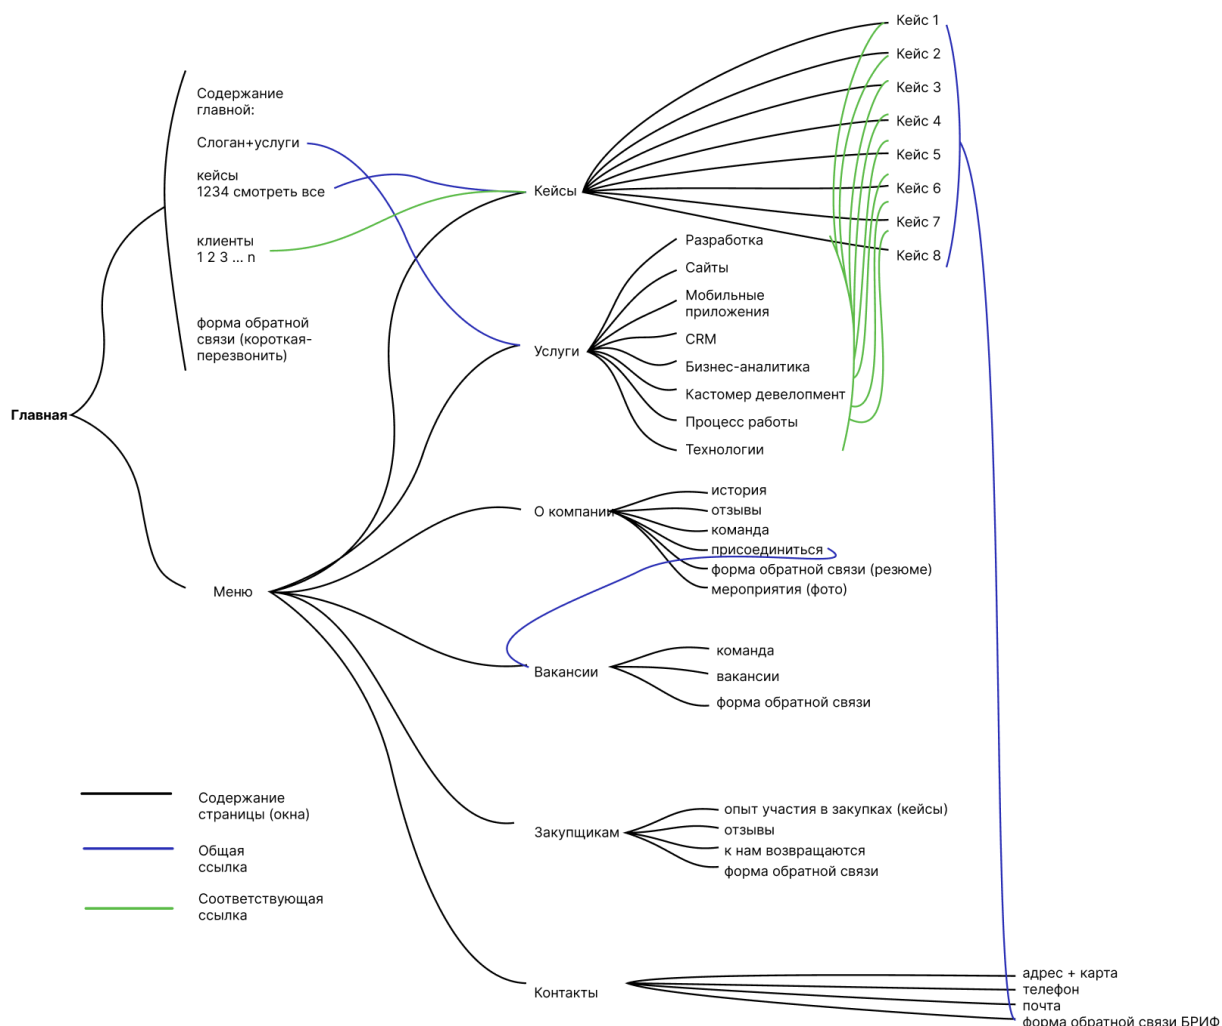 Главная
Содержание
главной:
Слоган+услуги
кейсы
1234 смотреть все
клиенты
1 2 3 ... n
форма обратной
связи (короткая-
перезвонить)
Меню
Кейсы
Кейс 1
Кейс 2
Кейс 3
Кейс 4
Кейс 5
Кейс 6
Кейс 7
Кейс 8
Услуги
Разработка
Сайты
Мобильные
приложения
CRM
Бизнес-аналитика
Кастомер девелопмент
Процесс работы
Технологии
О компании
история
отзывы
команда
присоединиться
форма обратной связи (резюме)
мероприятия (фото)
Вакансии
команда
вакансии
форма обратной связи
Закупщикам
опыт участия в закупках (кейсы)
отзывы
к нам возвращаются
форма обратной связи
Контакты
адрес + карта
телефон
почта
форма обратной связи БРИФ
Содержание
страницы (окна)
Общая
ссылка
Соответствующая
ссылка